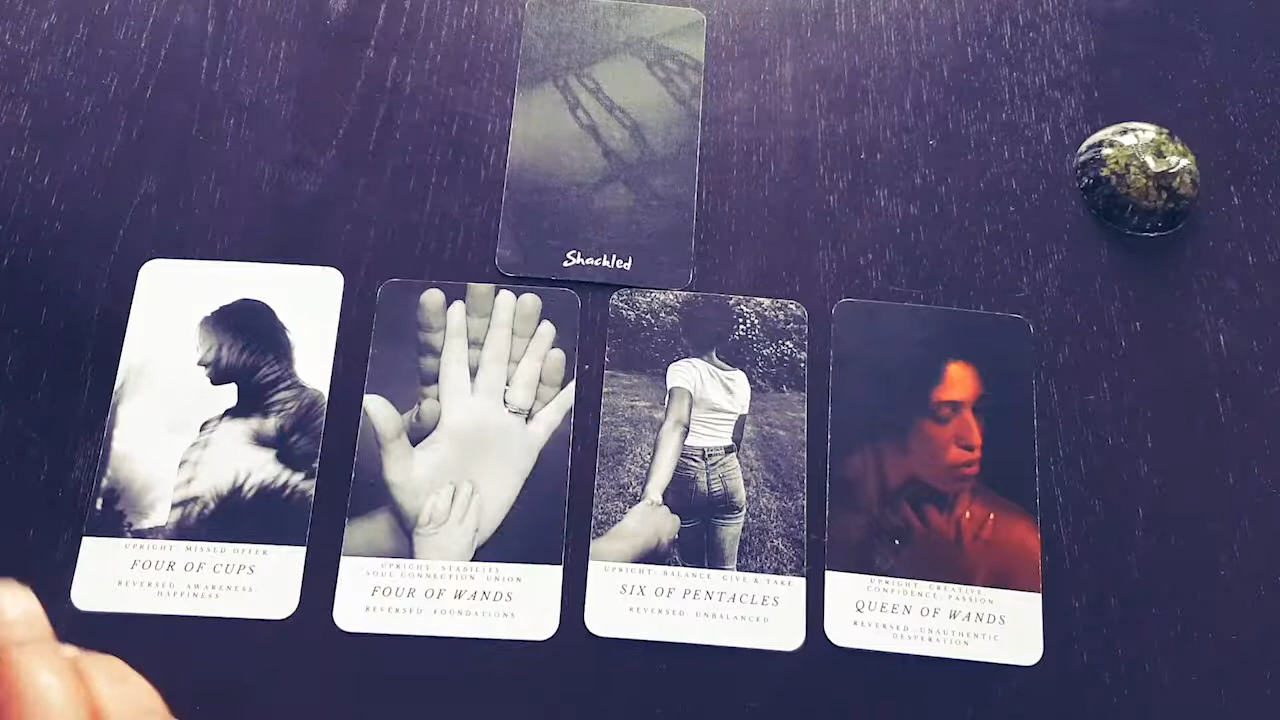 Shackled
UPRIGHT: MISSED OFFER
FOUR OF CUPS
REVERSED: AWARENESS,
HAPPINESS
UPRIGHT: STABILIES
SOUL CONNECTION UNION
FOUR OF WANDS
REVERSED: FOUNDATIONS
UPRIGHT: BALANCE GIVE & TAKE
SIX OF PENTACLES
REVERSED: UNBALANCED
UPRIGHT: CREATIVE,
CONFIDENCE, PASSION
QUEEN OF WANDS
REVERSED: UNAUTHENTIC
DESPERATION